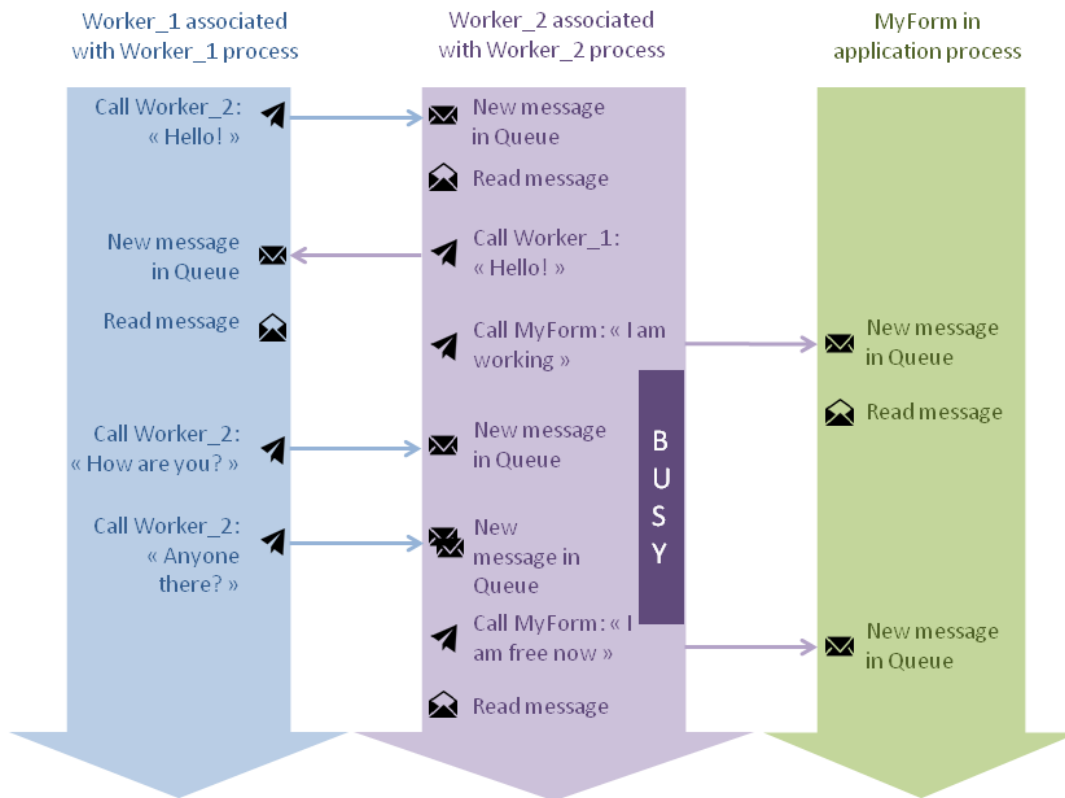 Worker_1 associated
with Worker_1 process
Worker_2 associated
with Worker_2 process
MyForm in
application process
Call Worker_2:
« Hello! »
New message
in Queue
Read message
New message
in Queue
Call Worker_1:
« Hello! »
Read message
Call MyForm: « I am
working »
New message
in Queue
Read message
Call Worker_2:
« How are you? »
New message
in Queue
BUSY
Call Worker_2:
« Anyone
there? »
New
message in
Queue
Call MyForm: « I
am free now »
New message
in Queue
Read message